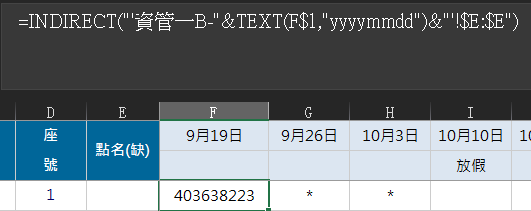 =INDIRECT("'資管一B-"&TEXT(F$1,"yyyymmdd")&"'!$E:$E")
D E F G H I
座號 點名(缺) 9月19日 9月26日 10月3日 10月10日
放假
1 403638223 * *